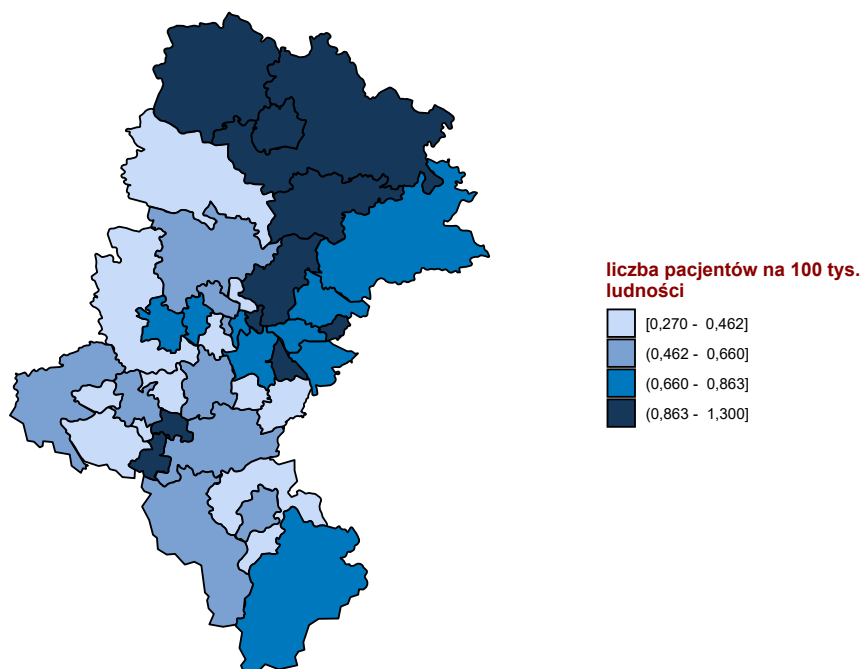 liczba pacjentów na 100 tys.
ludności
[0,270 - 0,462]
(0,462 - 0,660]
(0,660 - 0,863]
(0,863 - 1,300]